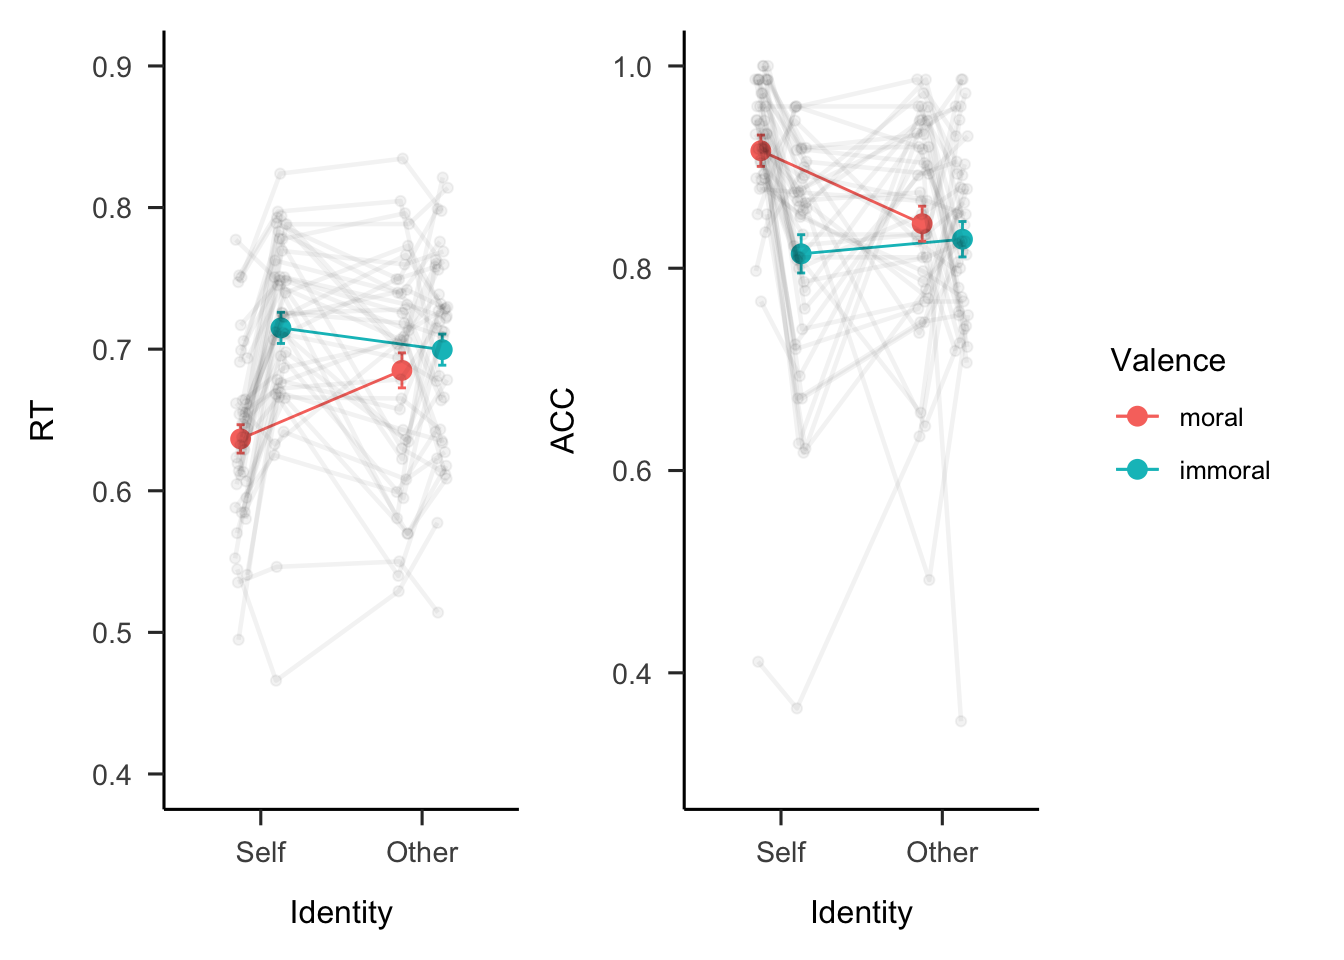 RT
0.9
0.8
0.7
0.6
0.5
0.4
Self
Other
Identity
ACC
1.0
0.8
0.6
0.4
Self
Other
Identity
Valence
moral
immoral